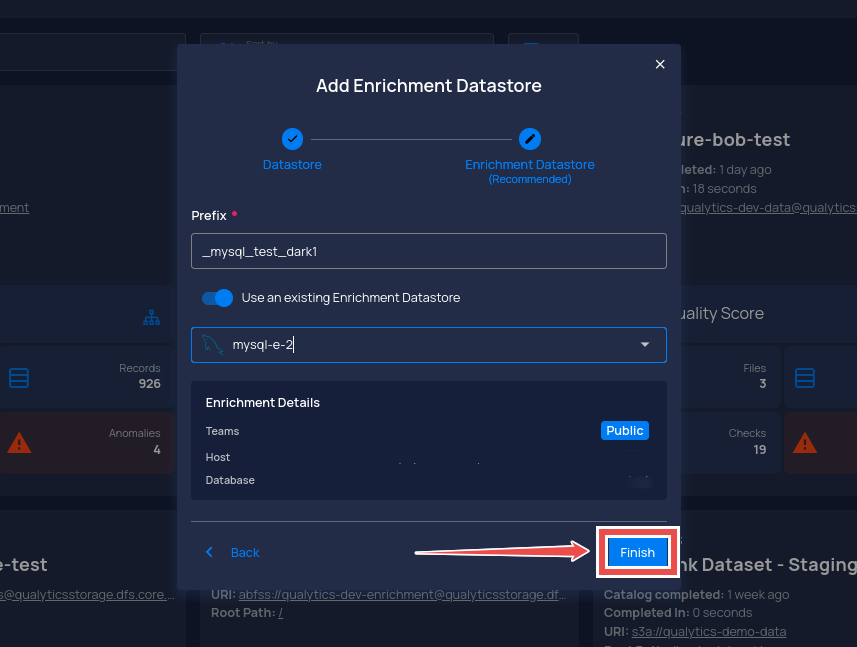 Add Enrichment Datastore
Datastore
Enrichment Datastore
(Recommended)
Prefix •
_mysql_test_dark1
Use an existing Enrichment Datastore
mysql-e-2
Enrichment Details
Teams
Public
Host
Database
Back
Finish
ure-bob-test
leted: 1 day ago
n: 18 seconds
qualytics-dev-data@qualytics
ment
uality Score
Records
926
Files
3
Anomalies
4
Checks
19
e-test
s@qualyticsstorage.dfs.core....
URI: abfss://qualytics-dev-enrichment@qualyticsstorage.df...
Root Path: /
nk Dataset - Staging
Catalog completed: 1 week ago
Completed In: 0 seconds
URI: s3a://qualytics-demo-data